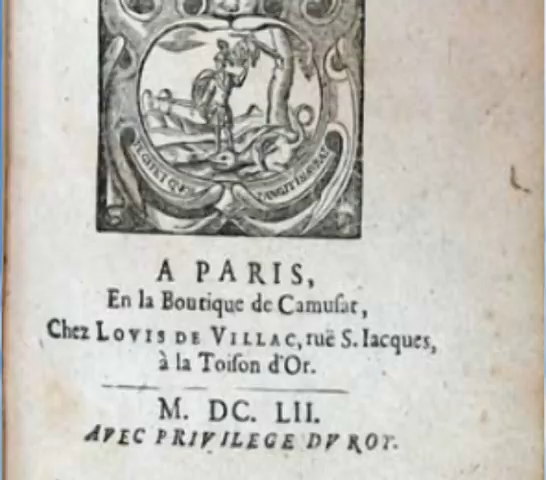 A PARIS,
En la Boutique de Camuſat,
Chez LOVIS DE VILLAC, ruë S. Iacques,
à la Toiſon d'Or.
M. DC. LII.
AVEC PRIVILEGE DV ROY.